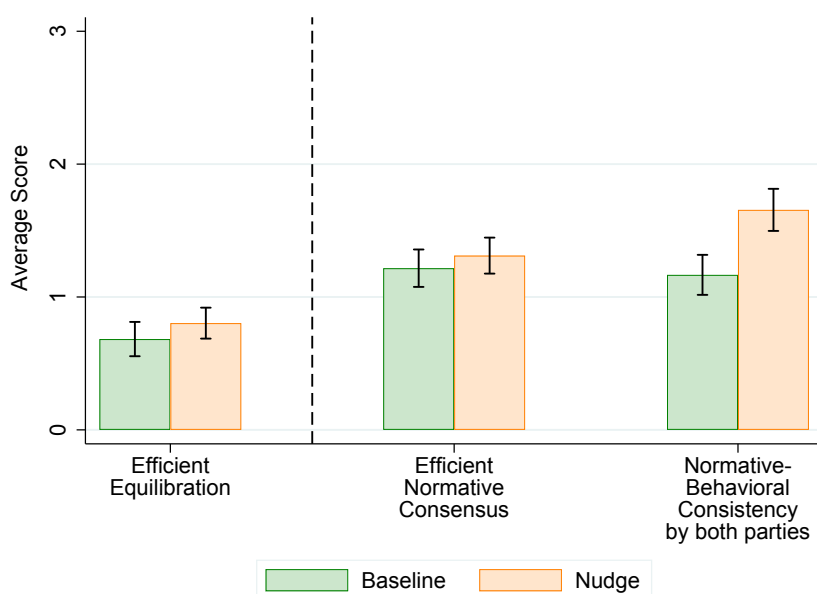 3
2
1
0
Average Score
Efficient
Equilibration
Efficient
Normative
Consensus
Normative-
Behavioral
Consistency
by both parties
Baseline
Nudge